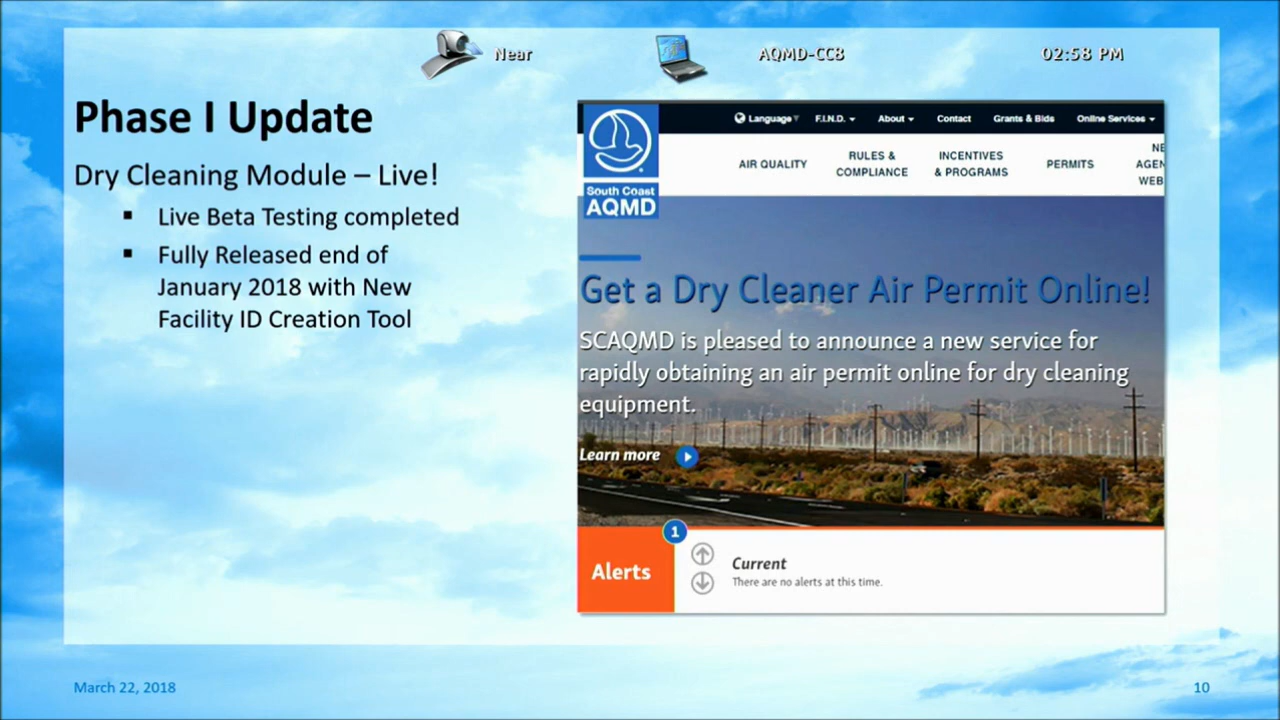 Near
AQMD-CC8
02:58 PM
Phase I Update
Dry Cleaning Module – Live!
▪ Live Beta Testing completed
▪ Fully Released end of
January 2018 with New
Facility ID Creation Tool
Language
F.I.N.D.
About
Contact
Grants & Bids
Online Services
South Coast
AQMD
AIR QUALITY
RULES &
COMPLIANCE
INCENTIVES
& PROGRAMS
PERMITS
NE
AGEN
WEB
Get a Dry Cleaner Air Permit Online!
SCAQMD is pleased to announce a new service for
rapidly obtaining an air permit online for dry cleaning
equipment.
Learn more
1
Alerts
Current
There are no alerts at this time.
March 22, 2018
10